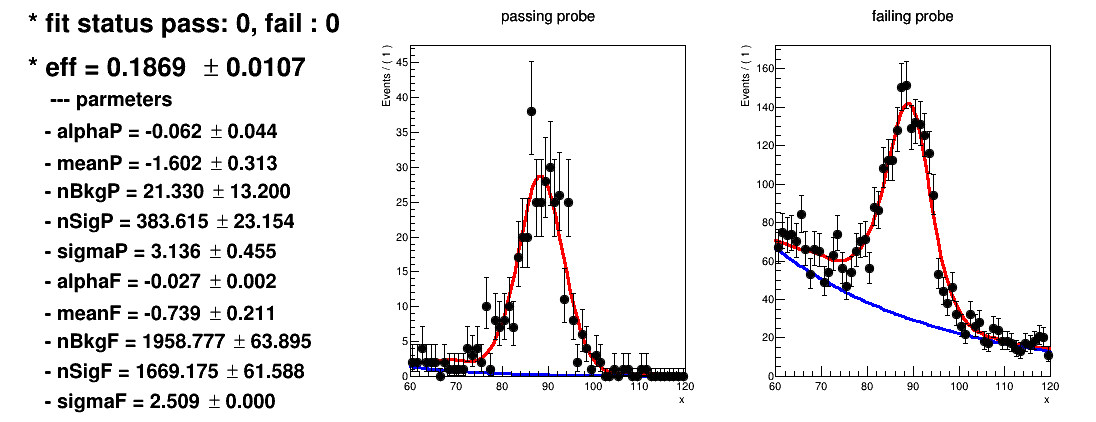 * fit status pass: 0, fail : 0
* eff = 0.1869 ± 0.0107
--- parmeters
- alphaP = -0.062 ± 0.044
- meanP = -1.602 ± 0.313
- nBkgP = 21.330 ± 13.200
- nSigP = 383.615 ± 23.154
- sigmaP = 3.136 ± 0.455
- alphaF = -0.027 ± 0.002
- meanF = -0.739 ± 0.211
- nBkgF = 1958.777 ± 63.895
- nSigF = 1669.175 ± 61.588
- sigmaF = 2.509 ± 0.000
passing probe
Events / ( 1 )
45
40
35
30
25
20
15
10
5
0
60 70 80 90 100 110 120
x
failing probe
Events / ( 1 )
160
140
120
100
80
60
40
20
0
60 70 80 90 100 110 120
x